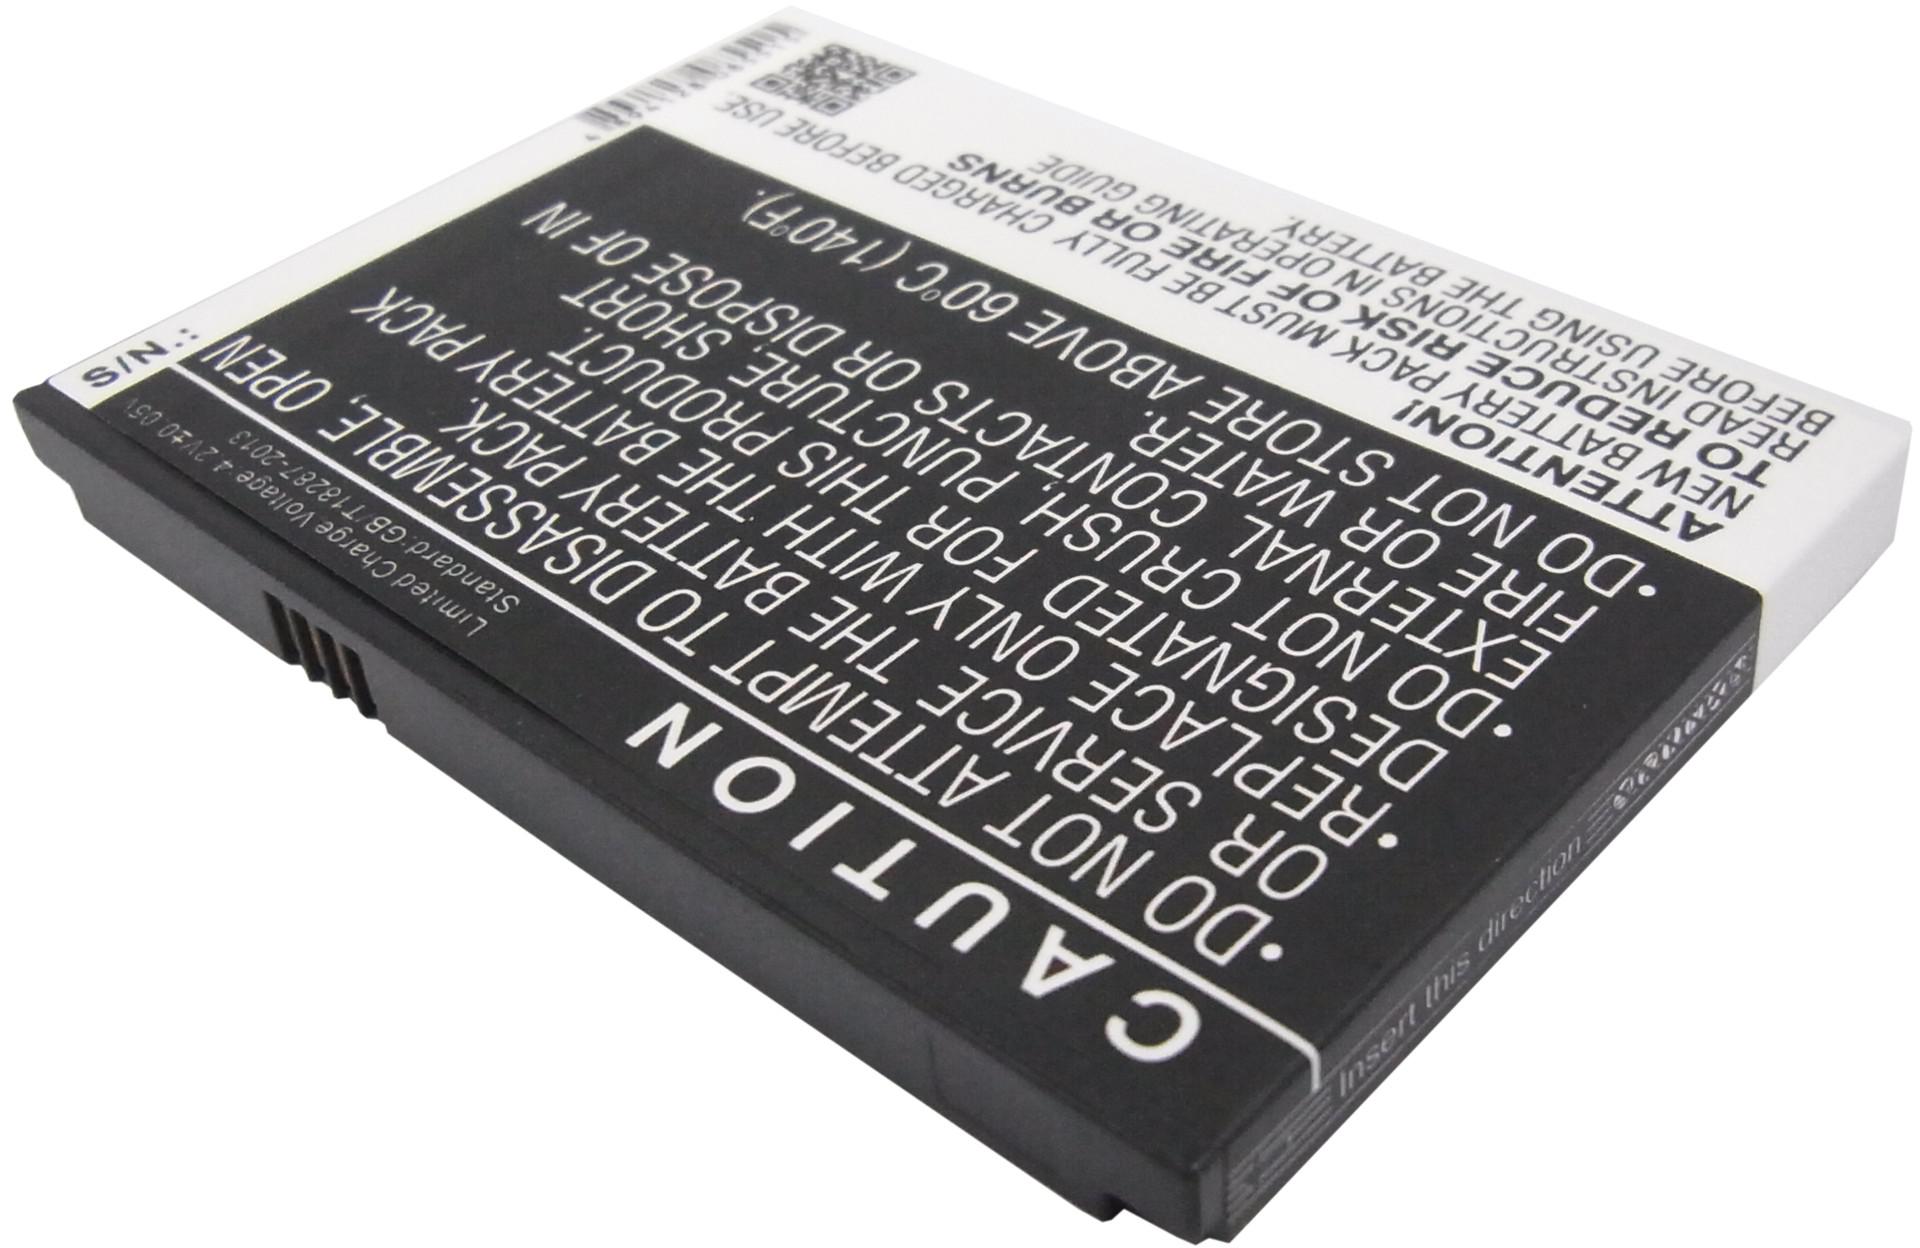 Limited Charge Voltage:4.2V±0.05V
Standard:GB/T18287-2013
S/N.:
CAUTION
•DO NOT ATTEMPT TO DISASSEMBLE, OPEN
OR SERVICE THE BATTERY PACK.
•REPLACE ONLY WITH THE BATTERY PACK
DESIGNATED FOR THIS PRODUCT.
•DO NOT CRUSH, PUNCTURE, SHORT
EXTERNAL CONTACTS OR DISPOSE OF IN
FIRE OR WATER.
•DO NOT STORE ABOVE 60°C (140°F).
ATTENTION!
NEW BATTERY PACK MUST BE FULLY CHARGED BEFORE USE.
TO REDUCE RISK OF FIRE OR BURNS
READ INSTRUCTIONS IN OPERATING GUIDE
BEFORE USING THE BATTERY.
Insert this direction